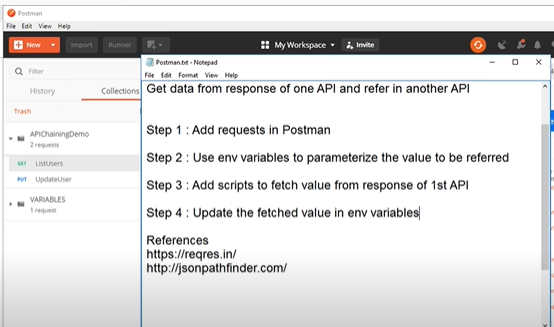 Postman
File Edit View Help
New
Import
Runner
My Workspace
Invite
Filter
History
Collections
Trash
APIChainingDemo
2 requests
GET ListUsers
PUT UpdateUser
VARIABLES
1 request
Postman.txt - Notepad
File Edit Format View Help
Get data from response of one API and refer in another API
Step 1 : Add requests in Postman
Step 2 : Use env variables to parameterize the value to be referred
Step 3 : Add scripts to fetch value from response of 1st API
Step 4 : Update the fetched value in env variables
References
https://reqres.in/
http://jsonpathfinder.com/